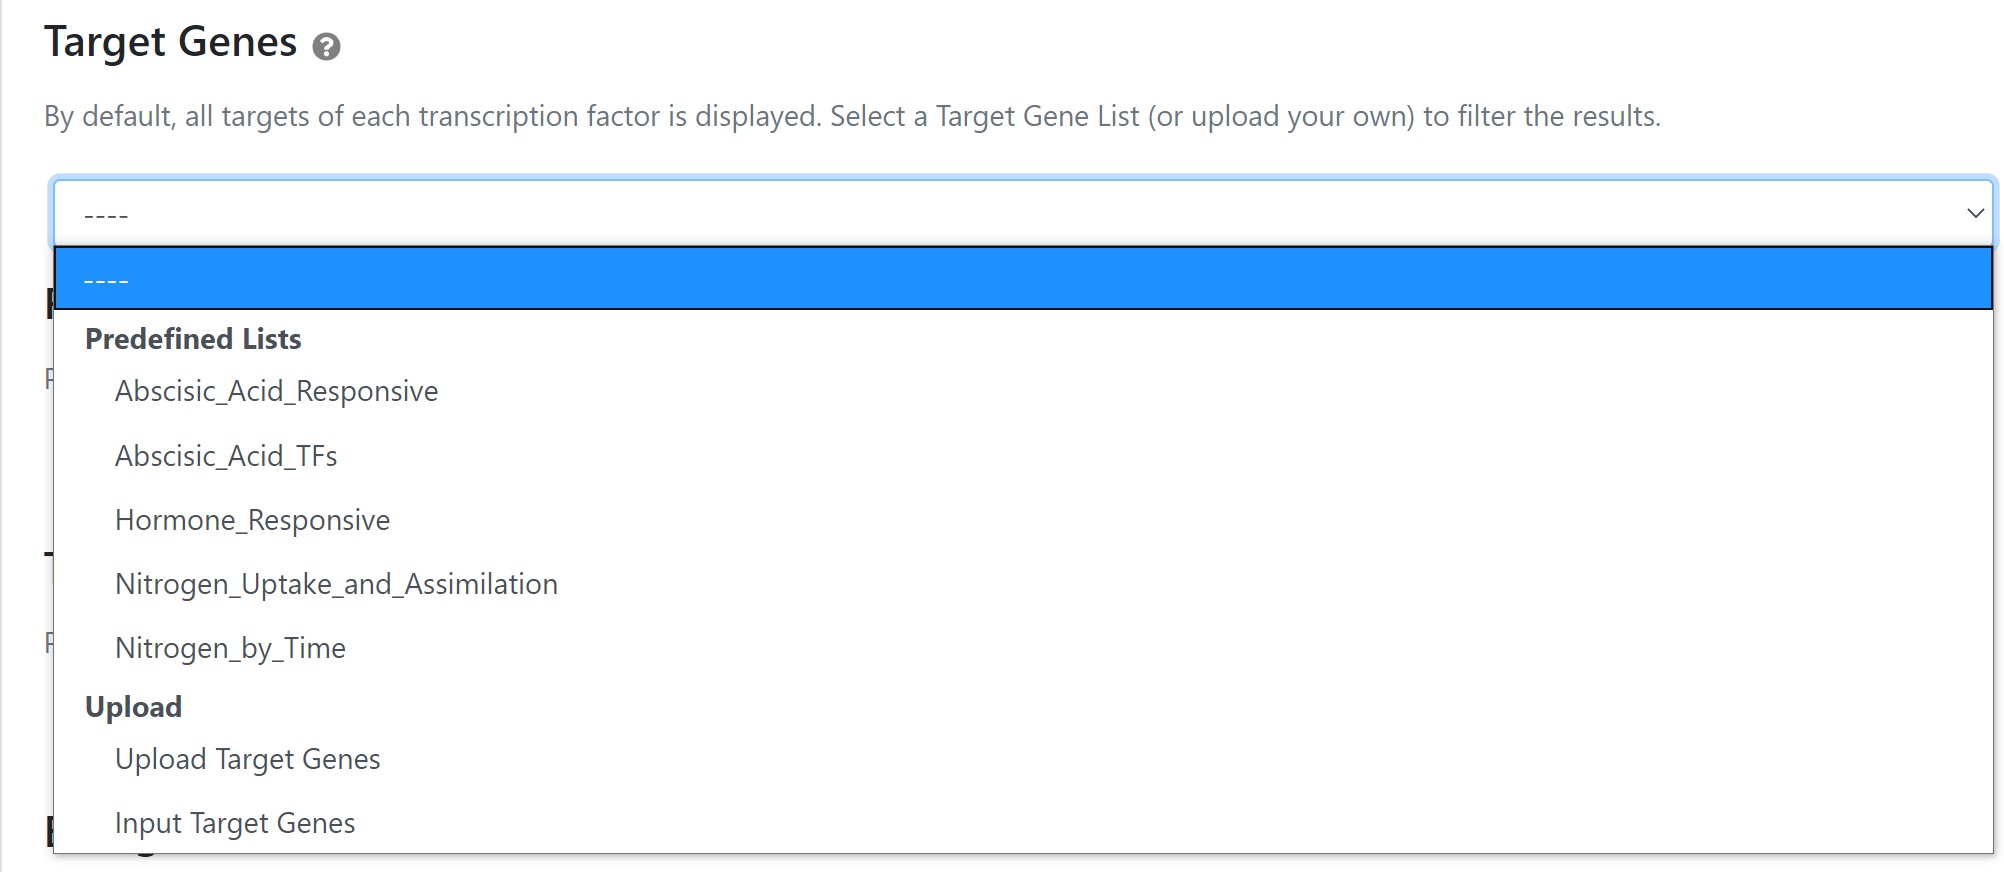 Target Genes ?
By default, all targets of each transcription factor is displayed. Select a Target Gene List (or upload your own) to filter the results.
----
----
Predefined Lists
Abscisic_Acid_Responsive
Abscisic_Acid_TFs
Hormone_Responsive
Nitrogen_Uptake_and_Assimilation
Nitrogen_by_Time
Upload
Upload Target Genes
Input Target Genes